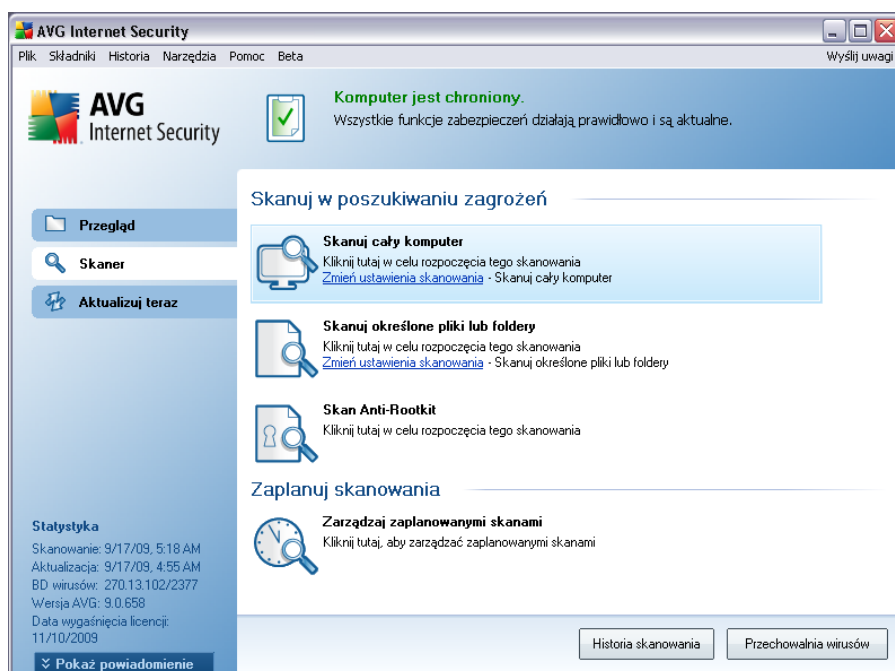 AVG Internet Security
Plik Składniki Historia Narzędzia Pomoc Beta Wyślij uwagi
AVG
Internet Security
Komputer jest chroniony.
Wszystkie funkcje zabezpieczeń działają prawidłowo i są aktualne.
Przegląd
Skaner
Aktualizuj teraz
Skanuj w poszukiwaniu zagrożeń
Skanuj cały komputer
Kliknij tutaj w celu rozpoczęcia tego skanowania
Zmień ustawienia skanowania - Skanuj cały komputer
Skanuj określone pliki lub foldery
Kliknij tutaj w celu rozpoczęcia tego skanowania
Zmień ustawienia skanowania - Skanuj określone pliki lub foldery
Skan Anti-Rootkit
Kliknij tutaj w celu rozpoczęcia tego skanowania
Zaplanuj skanowania
Zarządzaj zaplanowanymi skanami
Kliknij tutaj, aby zarządzać zaplanowanymi skanami
Statystyka
Skanowanie: 9/17/09, 5:18 AM
Aktualizacja: 9/17/09, 4:55 AM
BD wirusów: 270.13.102/2377
Wersja AVG: 9.0.658
Data wygaśnięcia licencji:
11/10/2009
Pokaż powiadomienie
Historia skanowania
Przechowalnia wirusów